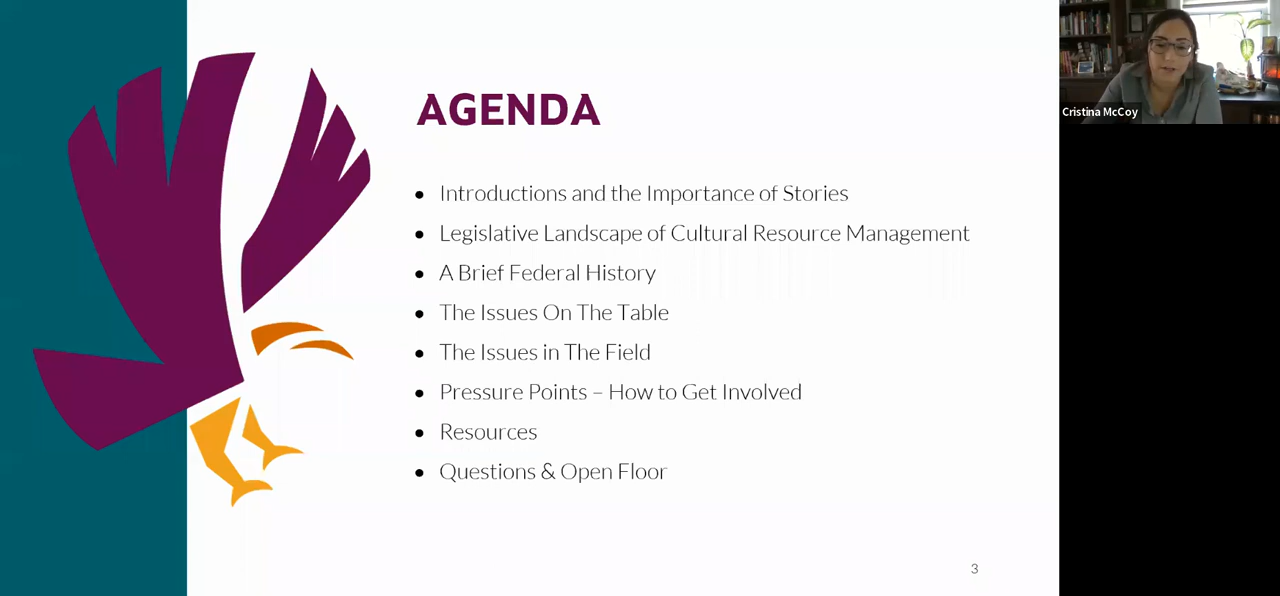 AGENDA
• Introductions and the Importance of Stories
• Legislative Landscape of Cultural Resource Management
• A Brief Federal History
• The Issues On The Table
• The Issues in The Field
• Pressure Points – How to Get Involved
• Resources
• Questions & Open Floor
3
Cristina McCoy